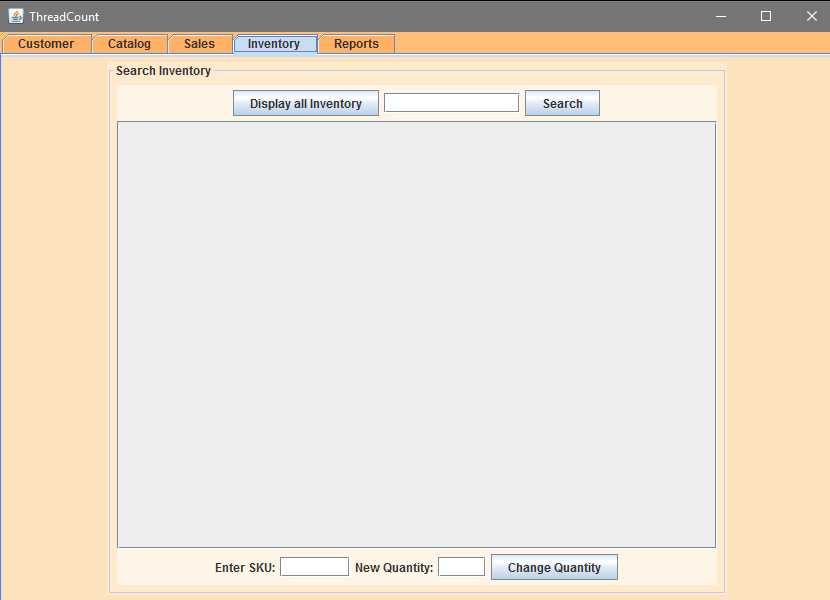 ThreadCount
Customer Catalog Sales Inventory Reports
Search Inventory
Display all Inventory Search
Enter SKU: New Quantity: Change Quantity